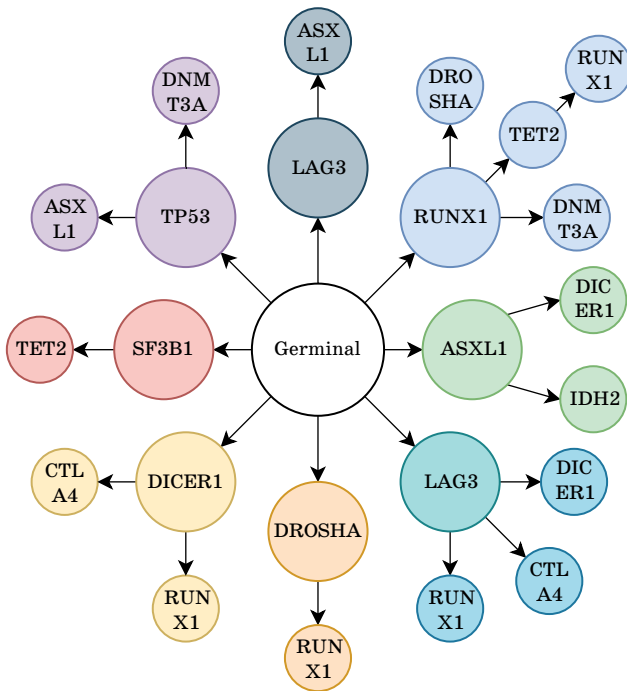 ASX
L1
RUN
X1
DNM
T3A
DRO
SHA
TET2
LAG3
ASX
L1
TP53
RUNX1
DNM
T3A
DIC
ER1
TET2
SF3B1
Germinal
ASXL1
IDH2
CTL
A4
DICER1
LAG3
DIC
ER1
DROSHA
CTL
A4
RUN
X1
RUN
X1
RUN
X1